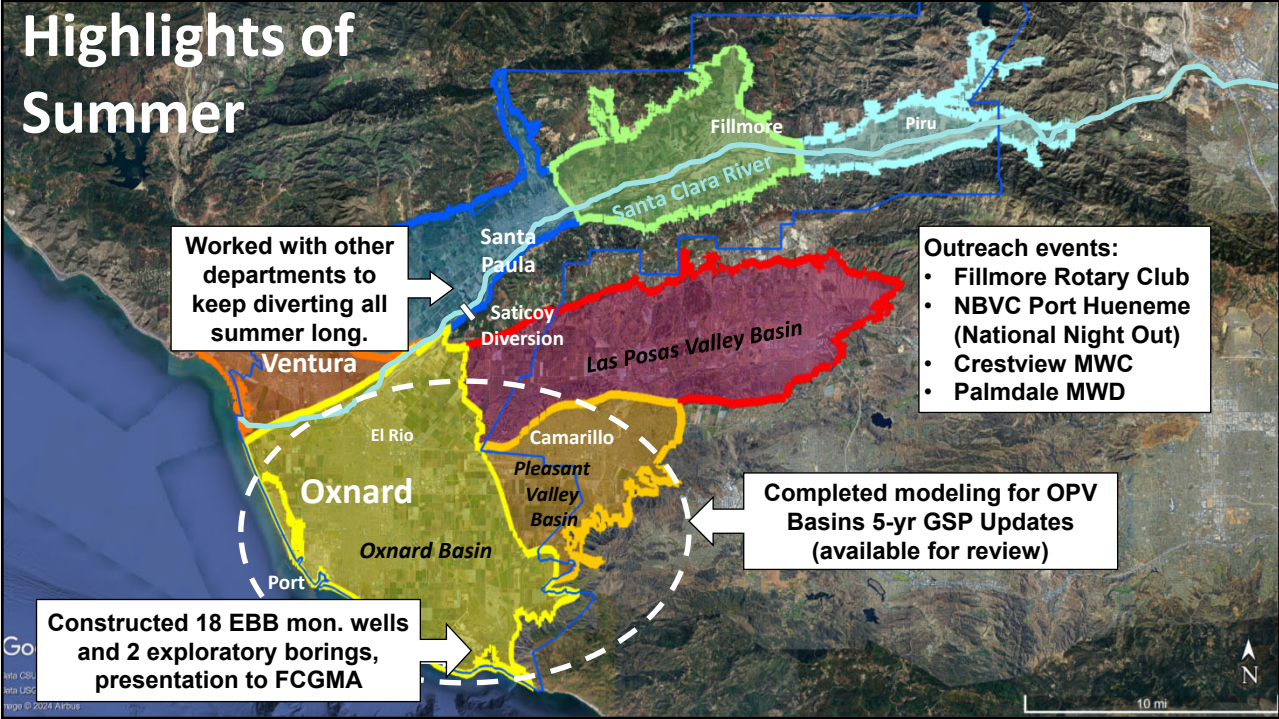 Highlights of
Summer
Fillmore
Piru
Santa Clara River
Worked with other
departments to
keep diverting all
summer long.
Santa
Paula
Saticoy
Diversion
Outreach events:
• Fillmore Rotary Club
• NBVC Port Hueneme
(National Night Out)
• Crestview MWC
• Palmdale MWD
Ventura
Las Posas Valley Basin
El Rio
Camarillo
Oxnard
Pleasant
Valley
Basin
Completed modeling for OPV
Basins 5-yr GSP Updates
(available for review)
Oxnard Basin
Port
Constructed 18 EBB mon. wells
and 2 exploratory borings,
presentation to FCGMA
N
10 mi
© 2024 Airbus